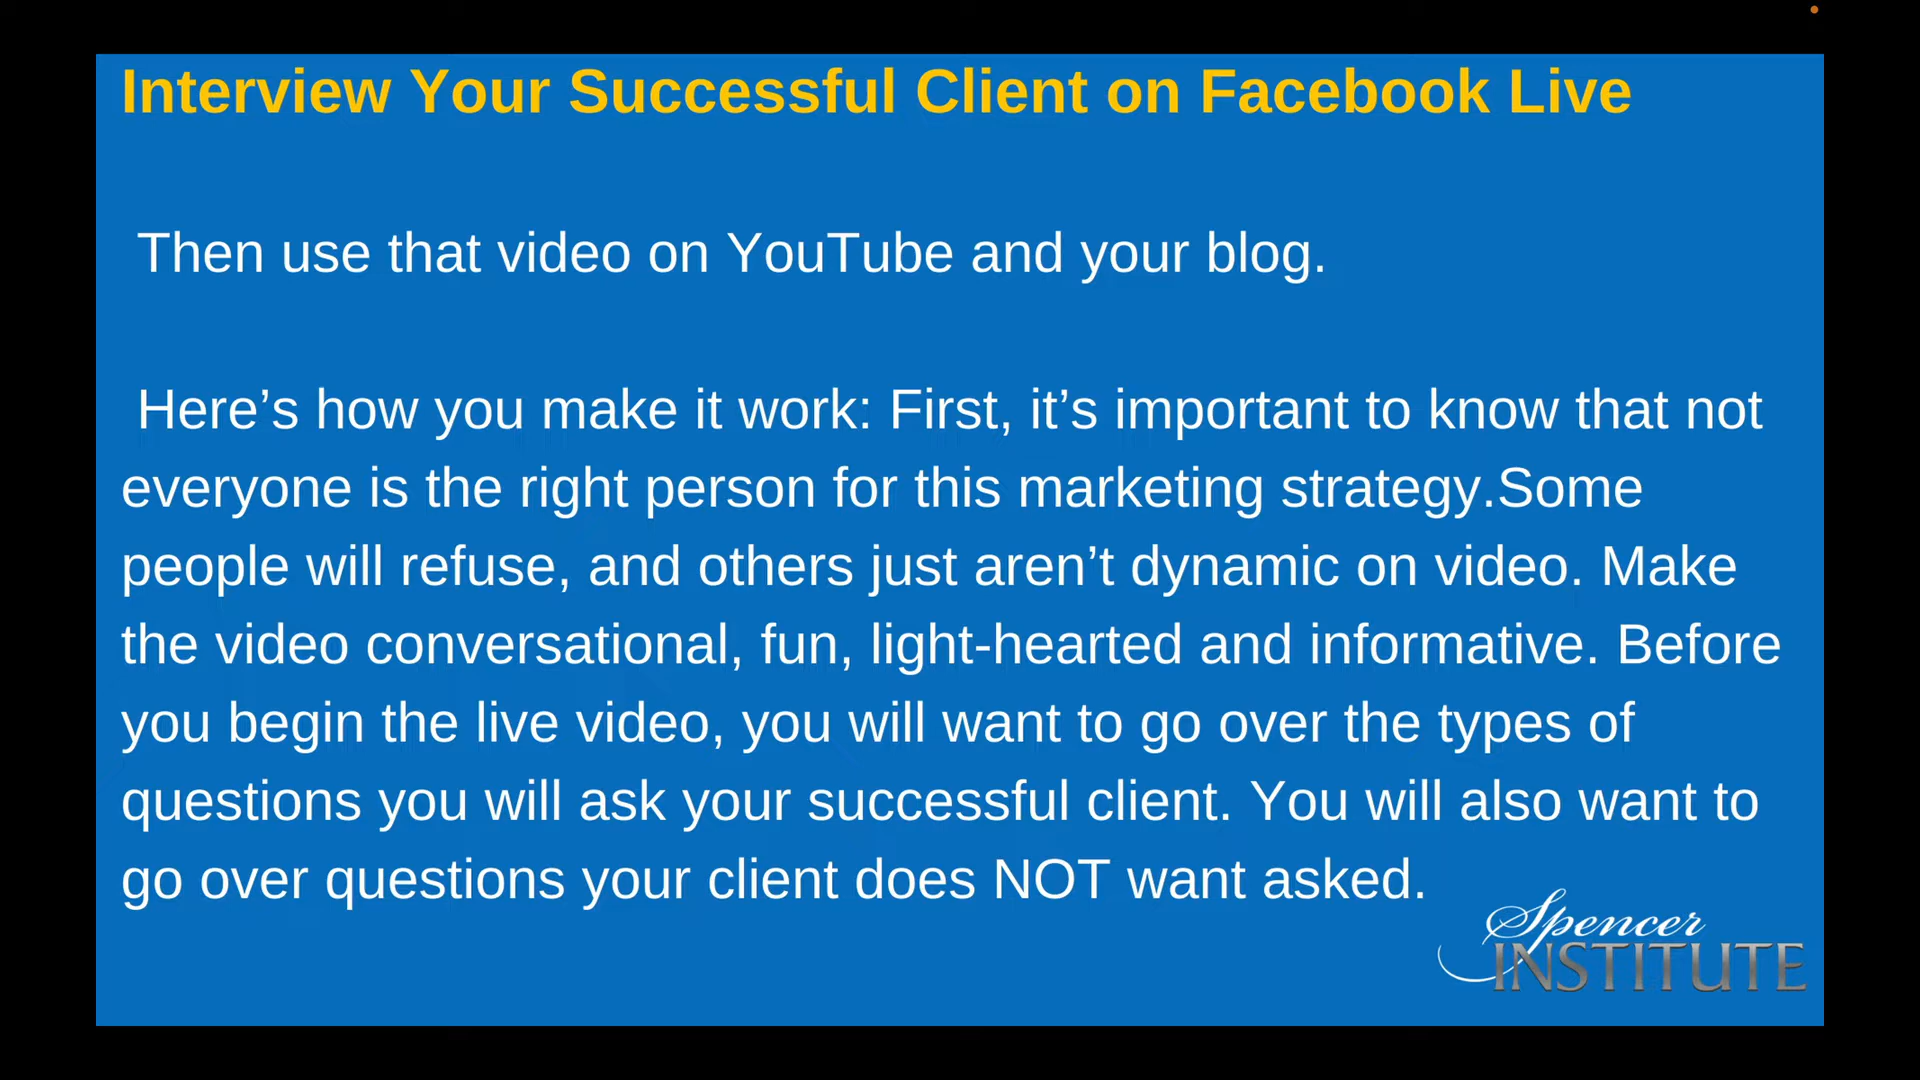 Interview Your Successful Client on Facebook Live
Then use that video on YouTube and your blog.
Here’s how you make it work: First, it’s important to know that not
everyone is the right person for this marketing strategy.Some
people will refuse, and others just aren’t dynamic on video. Make
the video conversational, fun, light-hearted and informative. Before
you begin the live video, you will want to go over the types of
questions you will ask your successful client. You will also want to
go over questions your client does NOT want asked.
Spencer
INSTITUTE